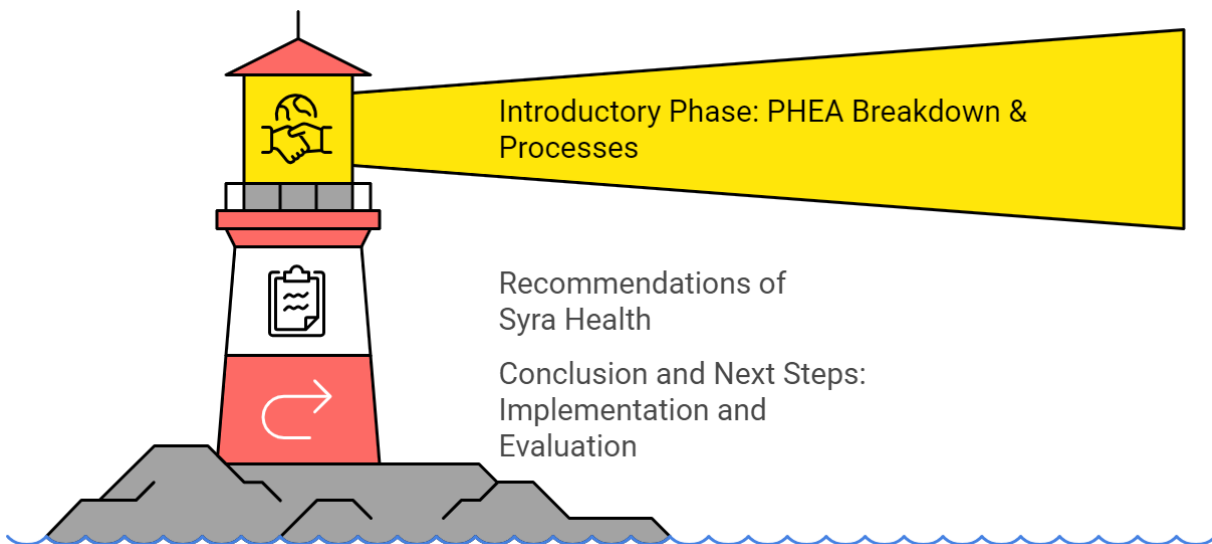 Introductory Phase: PHEA Breakdown &
Processes
Recommendations of
Syra Health
Conclusion and Next Steps:
Implementation and
Evaluation